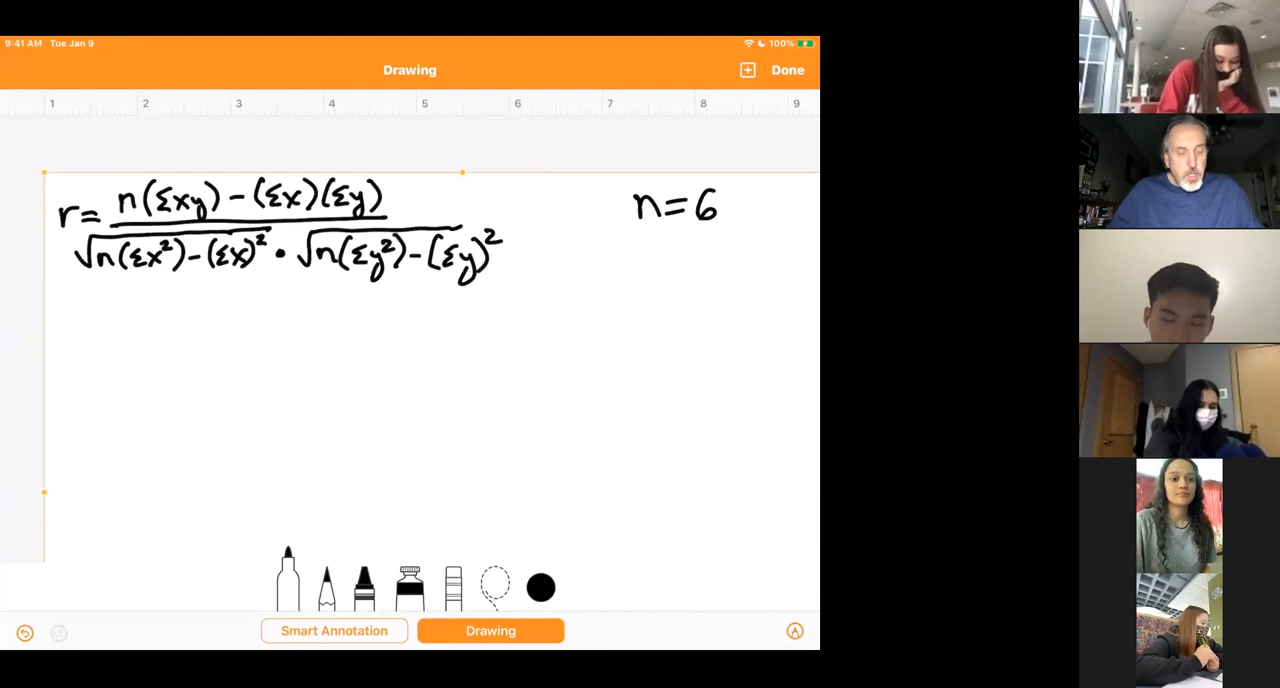 9:41 AM Tue Jan 9
100%
Drawing
Done
1 2 3 4 5 6 7 8 9
r = n(Σxy) - (Σx)(Σy)
√n(Σx²) - (Σx)² • √n(Σy²) - (Σy)²
n = 6
Smart Annotation
Drawing